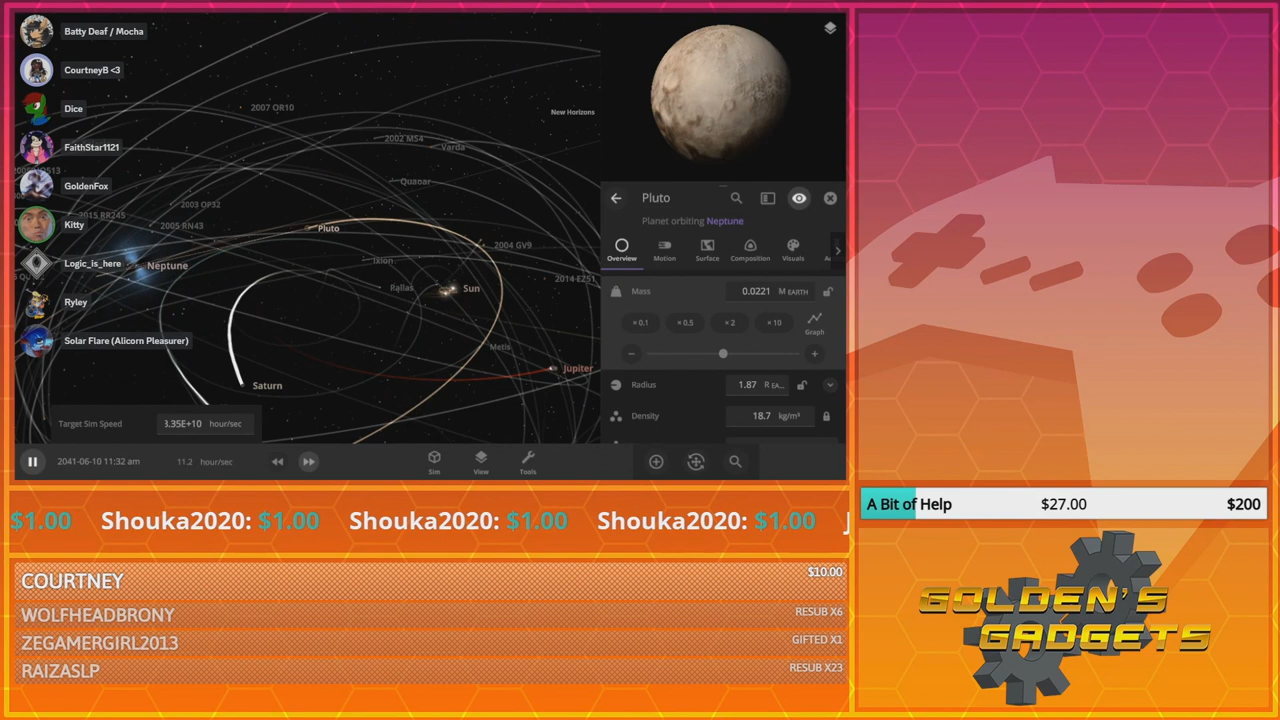 Batty Deaf / Mocha
CourtneyB <3
Dice
FaithStar1121
GoldenFox
Kitty
Logic_is_here
Ryley
Solar Flare (Alicorn Pleasurer)
2007 OR10
New Horizons
2002 MS4
Varda
Quaoar
2003 OP32
2015 RR245
2005 RN43
Pluto
2004 GV9
Neptune
Ixion
2014 EZ51
Pallas
Sun
Metis
Jupiter
Saturn
Target Sim Speed
3.35E+10 hour/sec
2041-06-10 11:32 am
11.2 hour/sec
Sim
View
Tools
Pluto
Planet orbiting Neptune
Overview
Motion
Surface
Composition
Visuals
Mass
0.0221 M EARTH
× 0.1
× 0.5
× 2
× 10
Graph
Radius
1.87 R EA...
Density
18.7 kg/m³
$1.00 Shouka2020: $1.00 Shouka2020: $1.00 Shouka2020: $1.00
COURTNEY $10.00
WOLFHEADBRONY RESUB X6
ZEGAMERGIRL2013 GIFTED X1
RAIZASLP RESUB X23
A Bit of Help $27.00 $200
GOLDEN'S
GADGETS